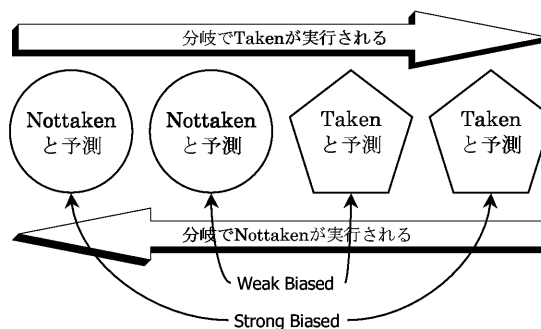 分岐でTakenが実行される
Nottaken
と予測
Nottaken
と予測
Taken
と予測
Taken
と予測
分岐でNottakenが実行される
Weak Biased
Strong Biased